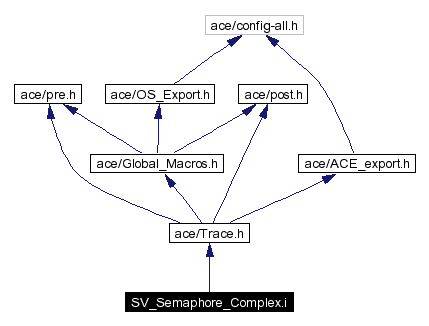 ace/config-all.h
ace/pre.h
ace/OS_Export.h
ace/post.h
ace/Global_Macros.h
ace/ACE_export.h
ace/Trace.h
SV_Semaphore_Complex.i